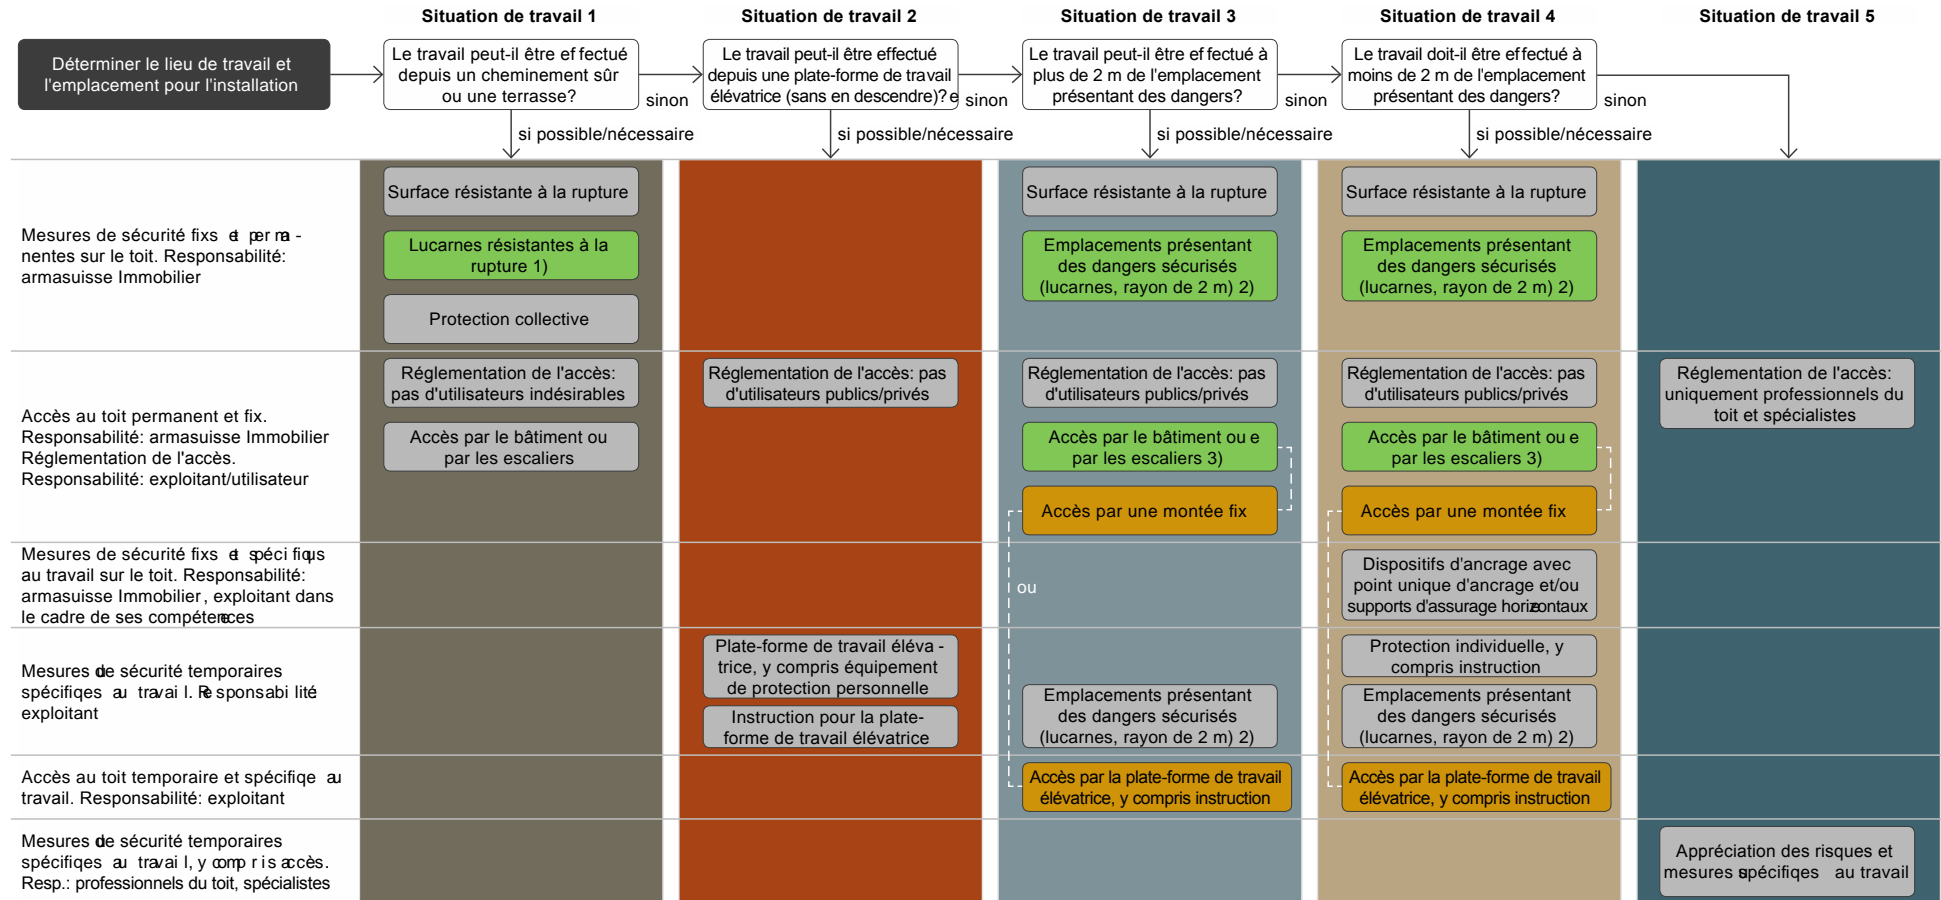 Situation de travail 1
Situation de travail 2
Situation de travail 3
Situation de travail 4
Situation de travail 5
Déterminer le lieu de travail et
l'emplacement pour l'installation
Le travail peut-il être effectué
depuis un cheminement sûr
ou une terrasse?
sinon
Le travail peut-il être effectué
depuis une plate-forme de travail
élévatrice (sans en descendre)? e
sinon
Le travail peut-il être effectué à
plus de 2 m de l'emplacement
présentant des dangers?
sinon
Le travail doit-il être effectué à
moins de 2 m de l'emplacement
présentant des dangers?
sinon
si possible/nécessaire
si possible/nécessaire
si possible/nécessaire
si possible/nécessaire
Mesures de sécurité fixs et perma -
nentes sur le toit. Responsabilité:
armasuisse Immobilier
Surface résistante à la rupture
Lucarnes résistantes à la
rupture 1)
Protection collective
Surface résistante à la rupture
Emplacements présentant
des dangers sécurisés
(lucarnes, rayon de 2 m) 2)
Surface résistante à la rupture
Emplacements présentant
des dangers sécurisés
(lucarnes, rayon de 2 m) 2)
Accès au toit permanent et fix.
Responsabilité: armasuisse Immobilier
Réglementation de l'accès.
Responsabilité: exploitant/utilisateur
Réglementation de l'accès:
pas d'utilisateurs indésirables
Accès par le bâtiment ou
par les escaliers
Réglementation de l'accès: pas
d'utilisateurs publics/privés
Réglementation de l'accès: pas
d'utilisateurs publics/privés
Accès par le bâtiment ou e
par les escaliers 3)
Accès par une montée fix
Réglementation de l'accès: pas
d'utilisateurs publics/privés
Accès par le bâtiment ou e
par les escaliers 3)
Accès par une montée fix
Réglementation de l'accès:
uniquement professionnels du
toit et spécialistes
Mesures de sécurité fixs et spécifiqus
au travail sur le toit. Responsabilité:
armasuisse Immobilier, exploitant dans
le cadre de ses compétences
ou
Dispositifs d'ancrage avec
point unique d'ancrage et/ou
supports d'assurage horizontaux
Mesures de sécurité temporaires
spécifiqes au travail. Responsabilité
exploitant
Plate-forme de travail éléva -
trice, y compris équipement
de protection personnelle
Instruction pour la plate-
forme de travail élévatrice
Emplacements présentant
des dangers sécurisés
(lucarnes, rayon de 2 m) 2)
Protection individuelle, y
compris instruction
Emplacements présentant
des dangers sécurisés
(lucarnes, rayon de 2 m) 2)
Accès au toit temporaire et spécifiqe au
travail. Responsabilité: exploitant
Accès par la plate-forme de travail
élévatrice, y compris instruction
Accès par la plate-forme de travail
élévatrice, y compris instruction
Mesures de sécurité temporaires
spécifiqes au travail, y compris accès.
Resp.: professionnels du toit, spécialistes
Appréciation des risques et
mesures spécifiqes au travail